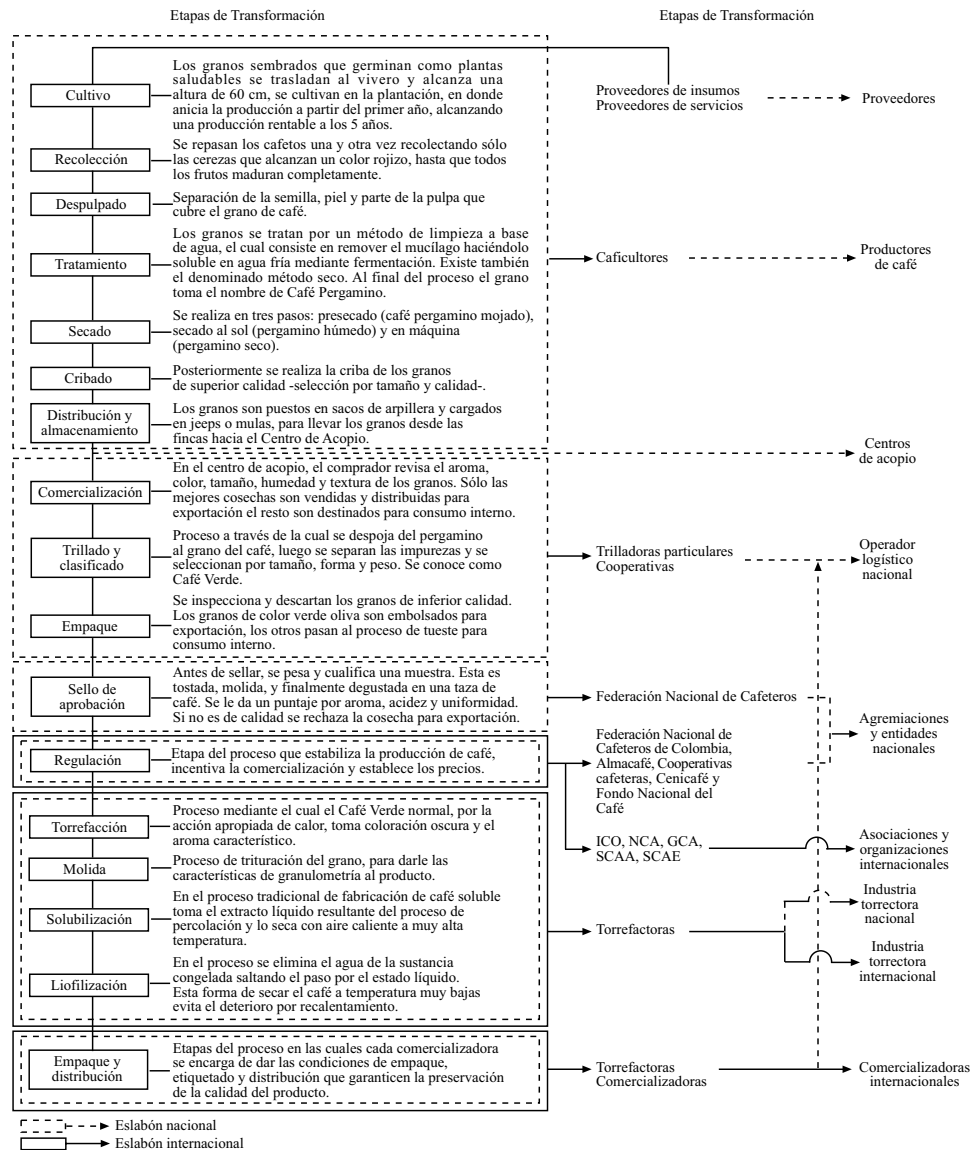 Etapas de Transformación
Etapas de Transformación
Cultivo
Los granos sembrados que germinan como plantas
saludables se trasladan al vivero y alcanza una
altura de 60 cm, se cultivan en la plantación, en donde
anicia la producción a partir del primer año, alcanzando
una producción rentable a los 5 años.
Proveedores de insumos
Proveedores de servicios
Proveedores
Recolección
Se repasan los cafetos una y otra vez recolectando sólo
las cerezas que alcanzan un color rojizo, hasta que todos
los frutos maduran completamente.
Despulpado
Separación de la semilla, piel y parte de la pulpa que
cubre el grano de café.
Tratamiento
Los granos se tratan por un método de limpieza a base
de agua, el cual consiste en remover el mucílago haciéndolo
soluble en agua fría mediante fermentación. Existe también
el denominado método seco. Al final del proceso el grano
toma el nombre de Café Pergamino.
Caficultores
Productores
de café
Secado
Se realiza en tres pasos: presecado (café pergamino mojado),
secado al sol (pergamino húmedo) y en máquina
(pergamino seco).
Cribado
Posteriormente se realiza la criba de los granos
de superior calidad -selección por tamaño y calidad-.
Distribución y
almacenamiento
Los granos son puestos en sacos de arpillera y cargados
en jeeps o mulas, para llevar los granos desde las
fincas hacia el Centro de Acopio.
Centros
de acopio
Comercialización
En el centro de acopio, el comprador revisa el aroma,
color, tamaño, humedad y textura de los granos. Sólo las
mejores cosechas son vendidas y distribuidas para
exportación el resto son destinados para consumo interno.
Trillado y
clasificado
Proceso a través de la cual se despoja del pergamino
al grano del café, luego se separan las impurezas y se
seleccionan por tamaño, forma y peso. Se conoce como
Café Verde.
Trilladoras particulares
Cooperativas
Operador
logístico
nacional
Empaque
Se inspecciona y descartan los granos de inferior calidad.
Los granos de color verde oliva son embolsados para
exportación, los otros pasan al proceso de tueste para
consumo interno.
Sello de
aprobación
Antes de sellar, se pesa y cualifica una muestra. Esta es
tostada, molida, y finalmente degustada en una taza de
café. Se le da un puntaje por aroma, acidez y uniformidad.
Si no es de calidad se rechaza la cosecha para exportación.
Federación Nacional de Cafeteros
Agremiaciones
y entidades
nacionales
Regulación
Etapa del proceso que estabiliza la producción de café,
incentiva la comercialización y establece los precios.
Federación Nacional de
Cafeteros de Colombia,
Almacafé, Cooperativas
cafeteras, Cenicafé y
Fondo Nacional del
Café
ICO, NCA, GCA,
SCAA, SCAE
Asociaciones y
organizaciones
internacionales
Torrefacción
Proceso mediante el cual el Café Verde normal, por la
acción apropiada de calor, toma coloración oscura y el
aroma característico.
Molida
Proceso de trituración del grano, para darle las
características de granulometría al producto.
Solubilización
En el proceso tradicional de fabricación de café soluble
toma el extracto líquido resultante del proceso de
percolación y lo seca con aire caliente a muy alta
temperatura.
Torrefactoras
Industria
torrectora
nacional
Industria
torrectora
internacional
Liofilización
En el proceso se elimina el agua de la sustancia
congelada saltando el paso por el estado líquido.
Esta forma de secar el café a temperatura muy bajas
evita el deterioro por recalentamiento.
Empaque y
distribución
Etapas del proceso en las cuales cada comercializadora
se encarga de dar las condiciones de empaque,
etiquetado y distribución que garanticen la preservación
de la calidad del producto.
Torrefactoras
Comercializadoras
Comercializadoras
internacionales
Eslabón nacional
Eslabón internacional